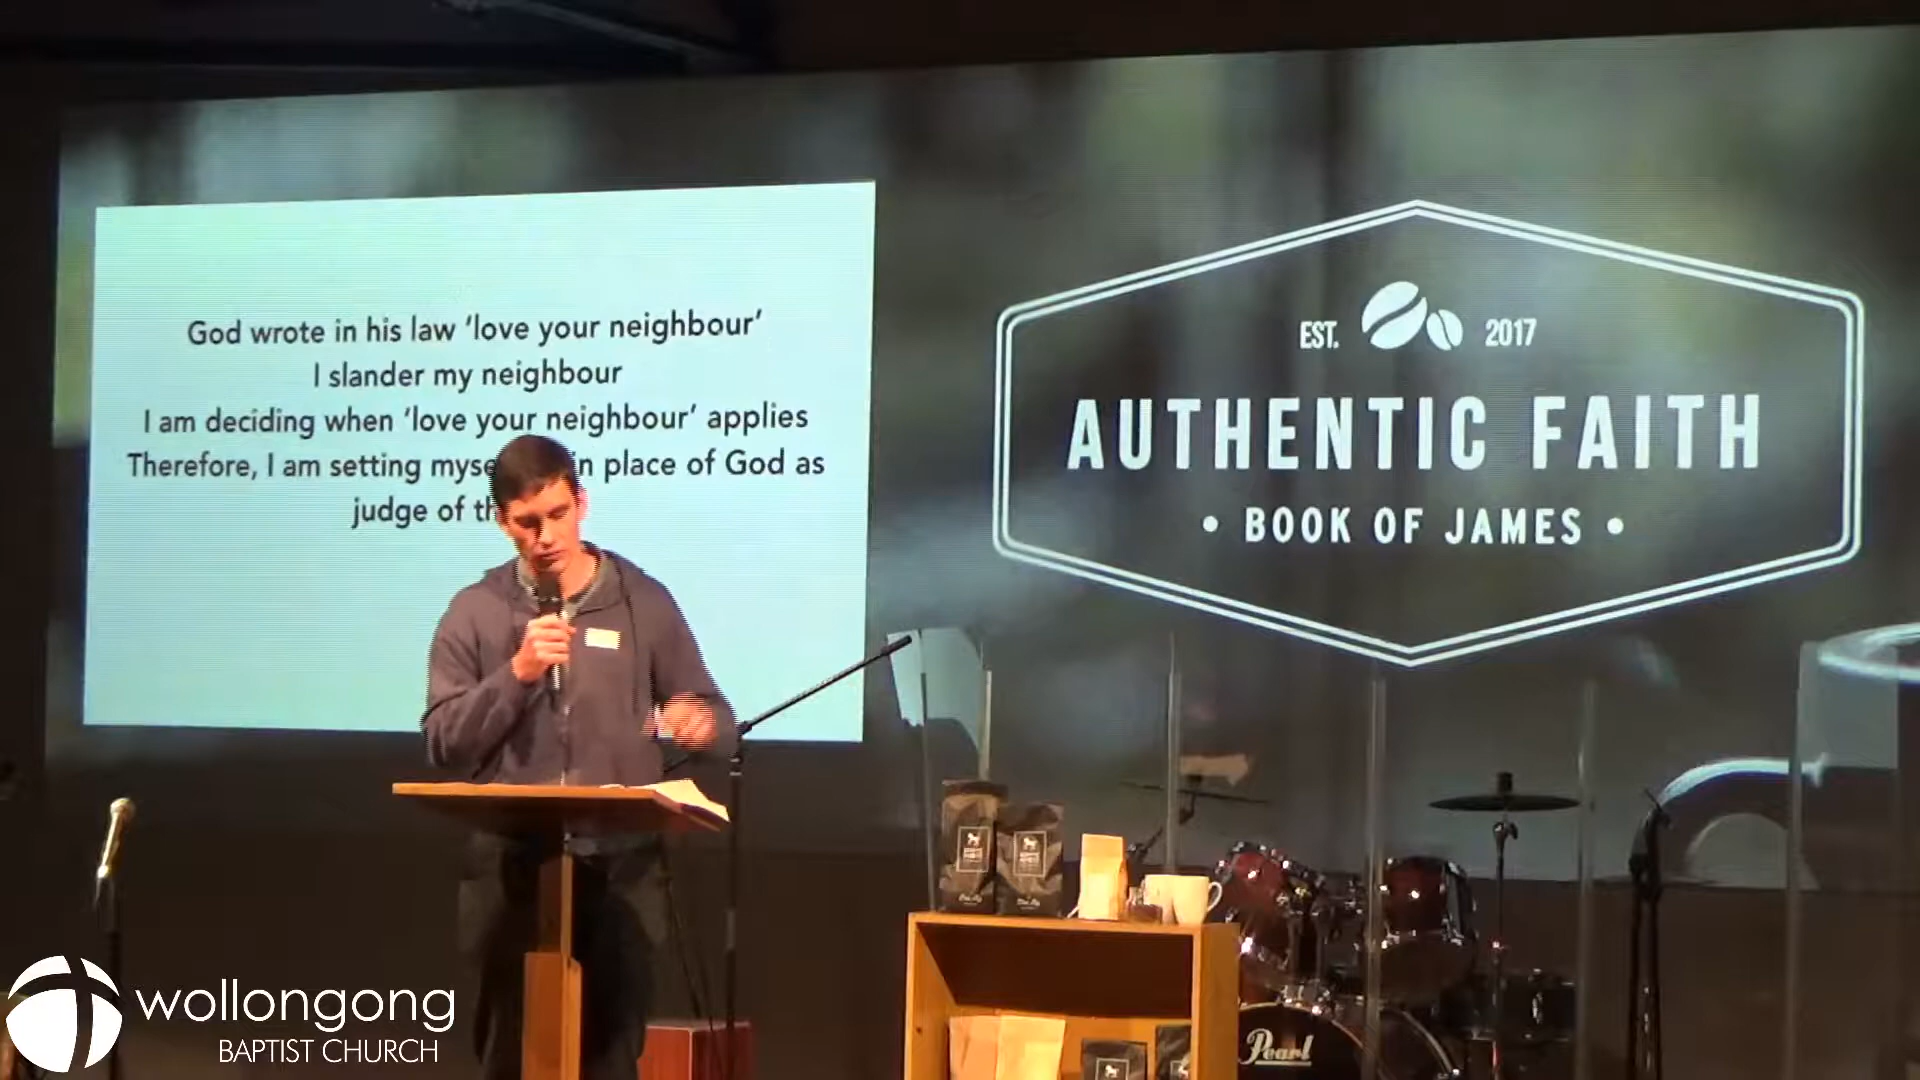 God wrote in his law ‘love your neighbour’
I slander my neighbour
I am deciding when ‘love your neighbour’ applies
Therefore, I am setting in place of God as
judge of
EST. 2017
AUTHENTIC FAITH
• BOOK OF JAMES •
Pearl
wollongong
BAPTIST CHURCH